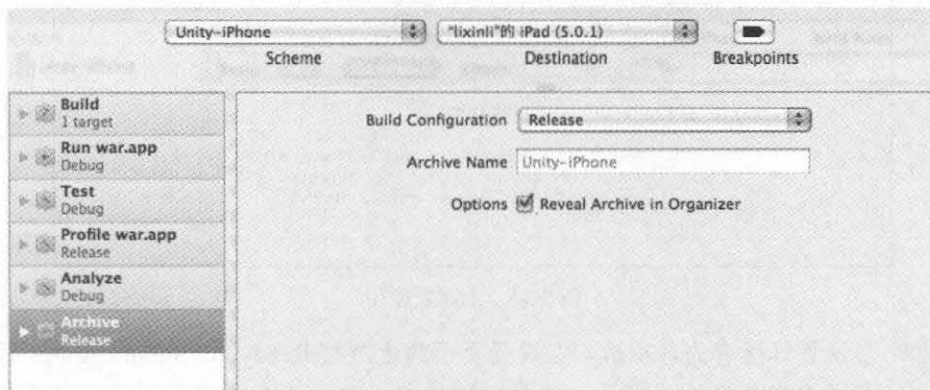 Unity-iPhone
"lixinli"的 iPad (5.0.1)
Scheme
Destination
Breakpoints
Build
1 target
Run war.app
Debug
Test
Debug
Profile war.app
Release
Analyze
Debug
Archive
Release
Build Configuration Release
Archive Name Unity-iPhone
Options Reveal Archive in Organizer